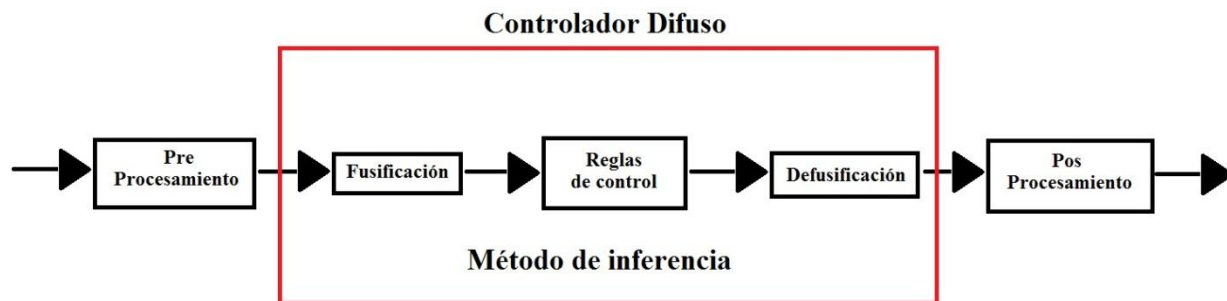 Controlador Difuso
Pre
Procesamiento
Fusificación
Reglas
de control
Defusificación
Pos
Procesamiento
Método de inferencia